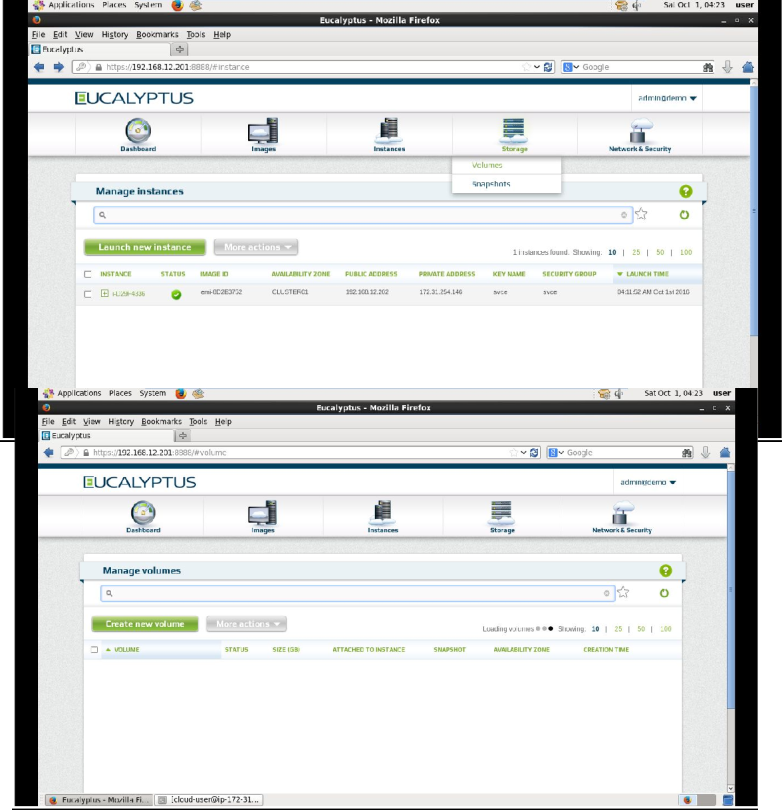 Applications Places System Sat Oct 1, 04:23 user
Eucalyptus - Mozilla Firefox
File Edit View History Bookmarks Tools Help
Eucalyptus
https://192.168.12.201:8888/#instance Google
EUCALYPTUS admin@demo
Dashboard Images Instances Storage Network & Security
Volumes
Snapshots
Manage instances
Launch new instance More actions 1 instances found. Showing: 10 | 25 | 50 | 100
INSTANCE STATUS IMAGE ID AVAILABILITY ZONE PUBLIC ADDRESS PRIVATE ADDRESS KEY NAME SECURITY GROUP LAUNCH TIME
CLUSTER01 192.168.12.202 172.31.254.146 svce svce 04:11:52 AM Oct 1st 2016
Applications Places System Sat Oct 1, 04:23 user
Eucalyptus - Mozilla Firefox
File Edit View History Bookmarks Tools Help
Eucalyptus
https://192.168.12.201:8888/#volume Google
EUCALYPTUS admin@demo
Dashboard Images Instances Storage Network & Security
Manage volumes
Create new volume More actions Loading volumes Showing: 10 | 25 | 50 | 100
VOLUME STATUS SIZE (GB) ATTACHED TO INSTANCE SNAPSHOT AVAILABILITY ZONE CREATION TIME
Eucalyptus - Mozilla Fi... [cloud-user@ip-172-31...